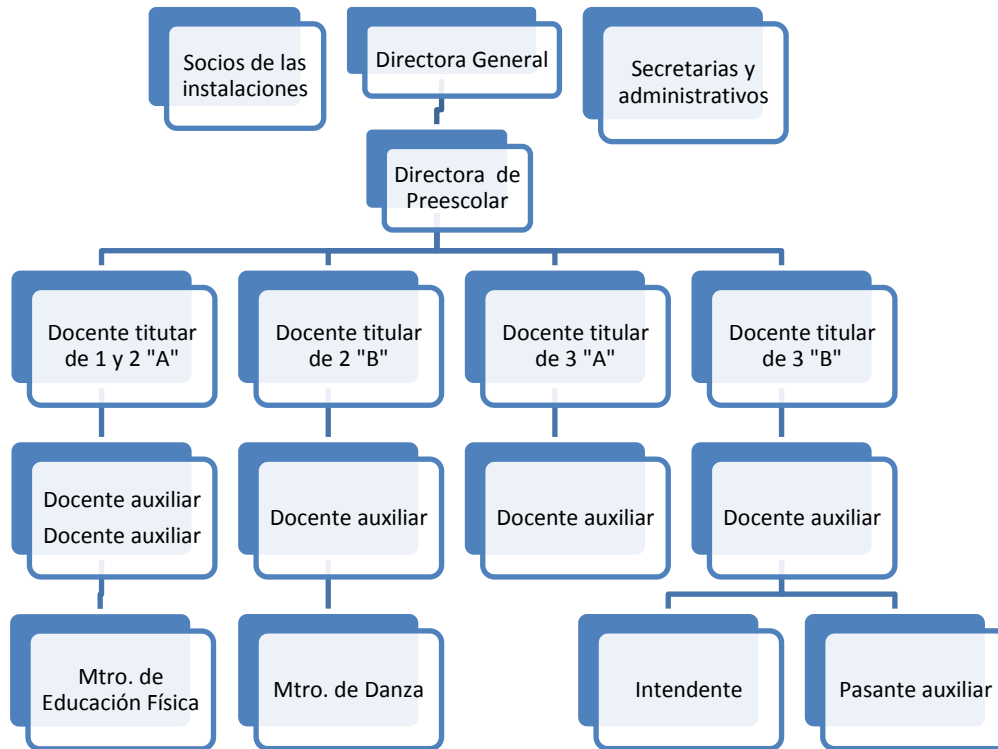 Socios de las
instalaciones
Directora General
Secretarias y
administrativos
Directora de
Preescolar
Docente titutar
de 1 y 2 "A"
Docente titular
de 2 "B"
Docente titular
de 3 "A"
Docente titular
de 3 "B"
Docente auxiliar
Docente auxiliar
Docente auxiliar
Docente auxiliar
Docente auxiliar
Mtro. de
Educación Física
Mtro. de Danza
Intendente
Pasante auxiliar